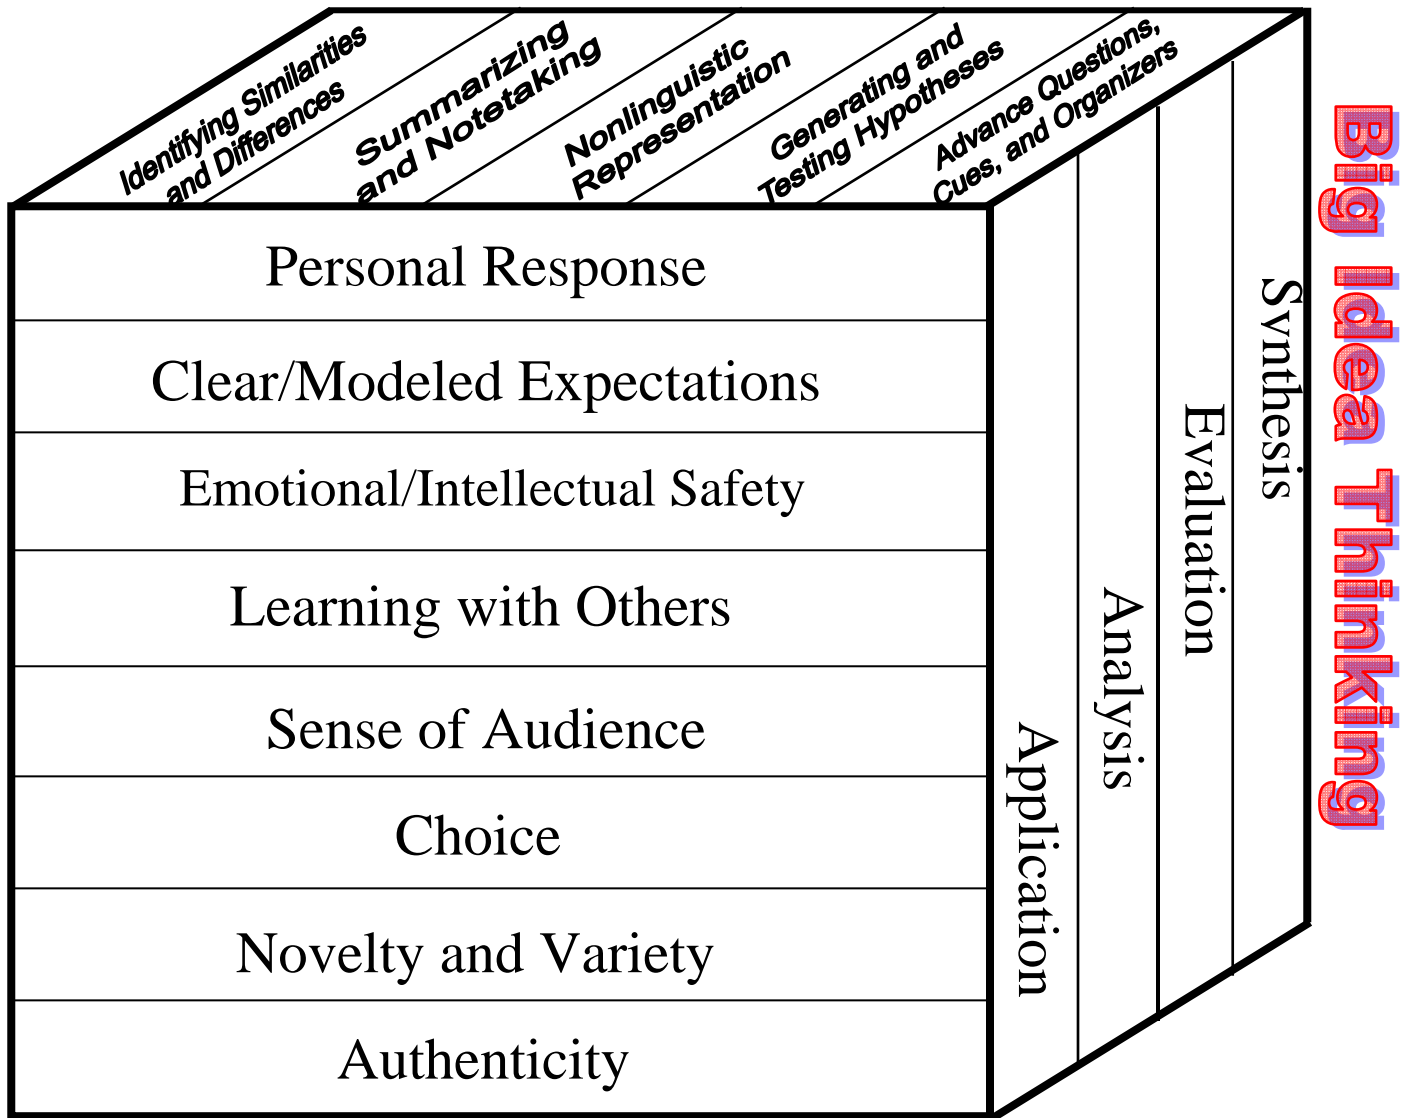 Identifying Similarities
and Differences
Summarizing
and Notetaking
Nonlinguistic
Representation
Generating and
Testing Hypotheses
Advance Questions,
Cues, and Organizers
Personal Response
Clear/Modeled Expectations
Emotional/Intellectual Safety
Learning with Others
Sense of Audience
Choice
Novelty and Variety
Authenticity
Application
Analysis
Evaluation
Synthesis
Big Idea Thinking